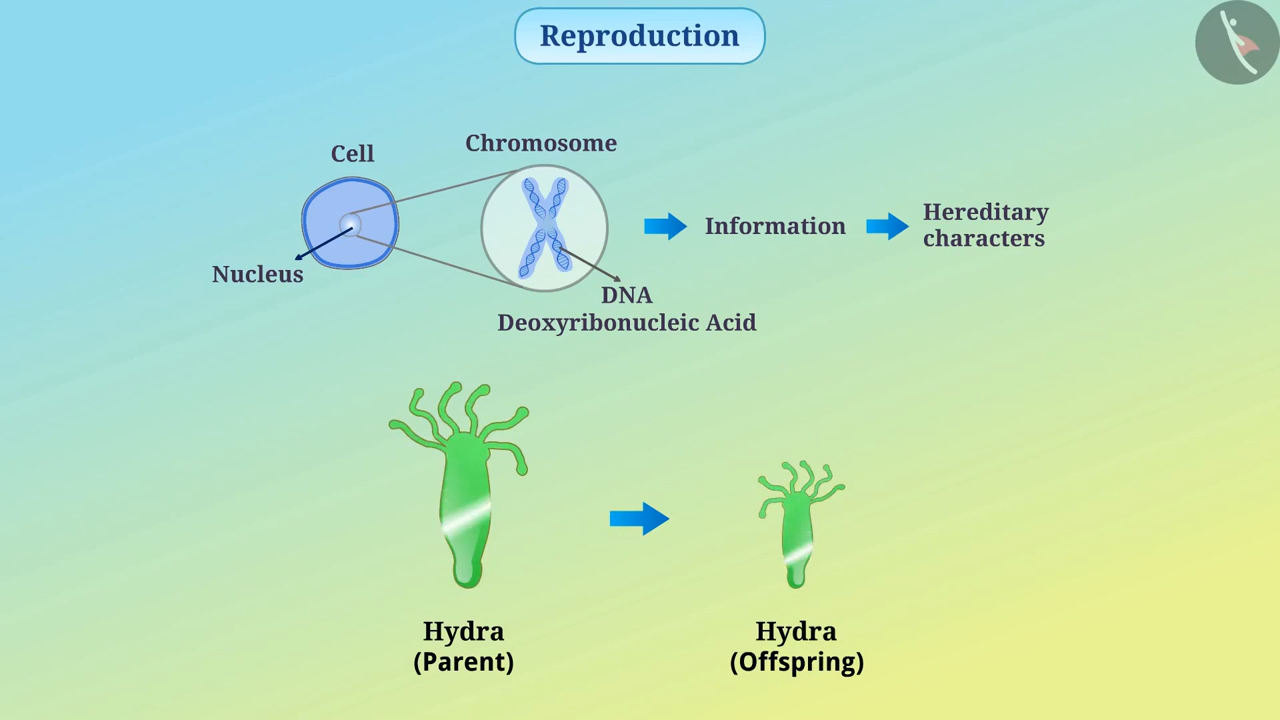 Reproduction
Cell
Chromosome
Nucleus
DNA
Deoxyribonucleic Acid
Information
Hereditary
characters
Hydra
(Parent)
Hydra
(Offspring)